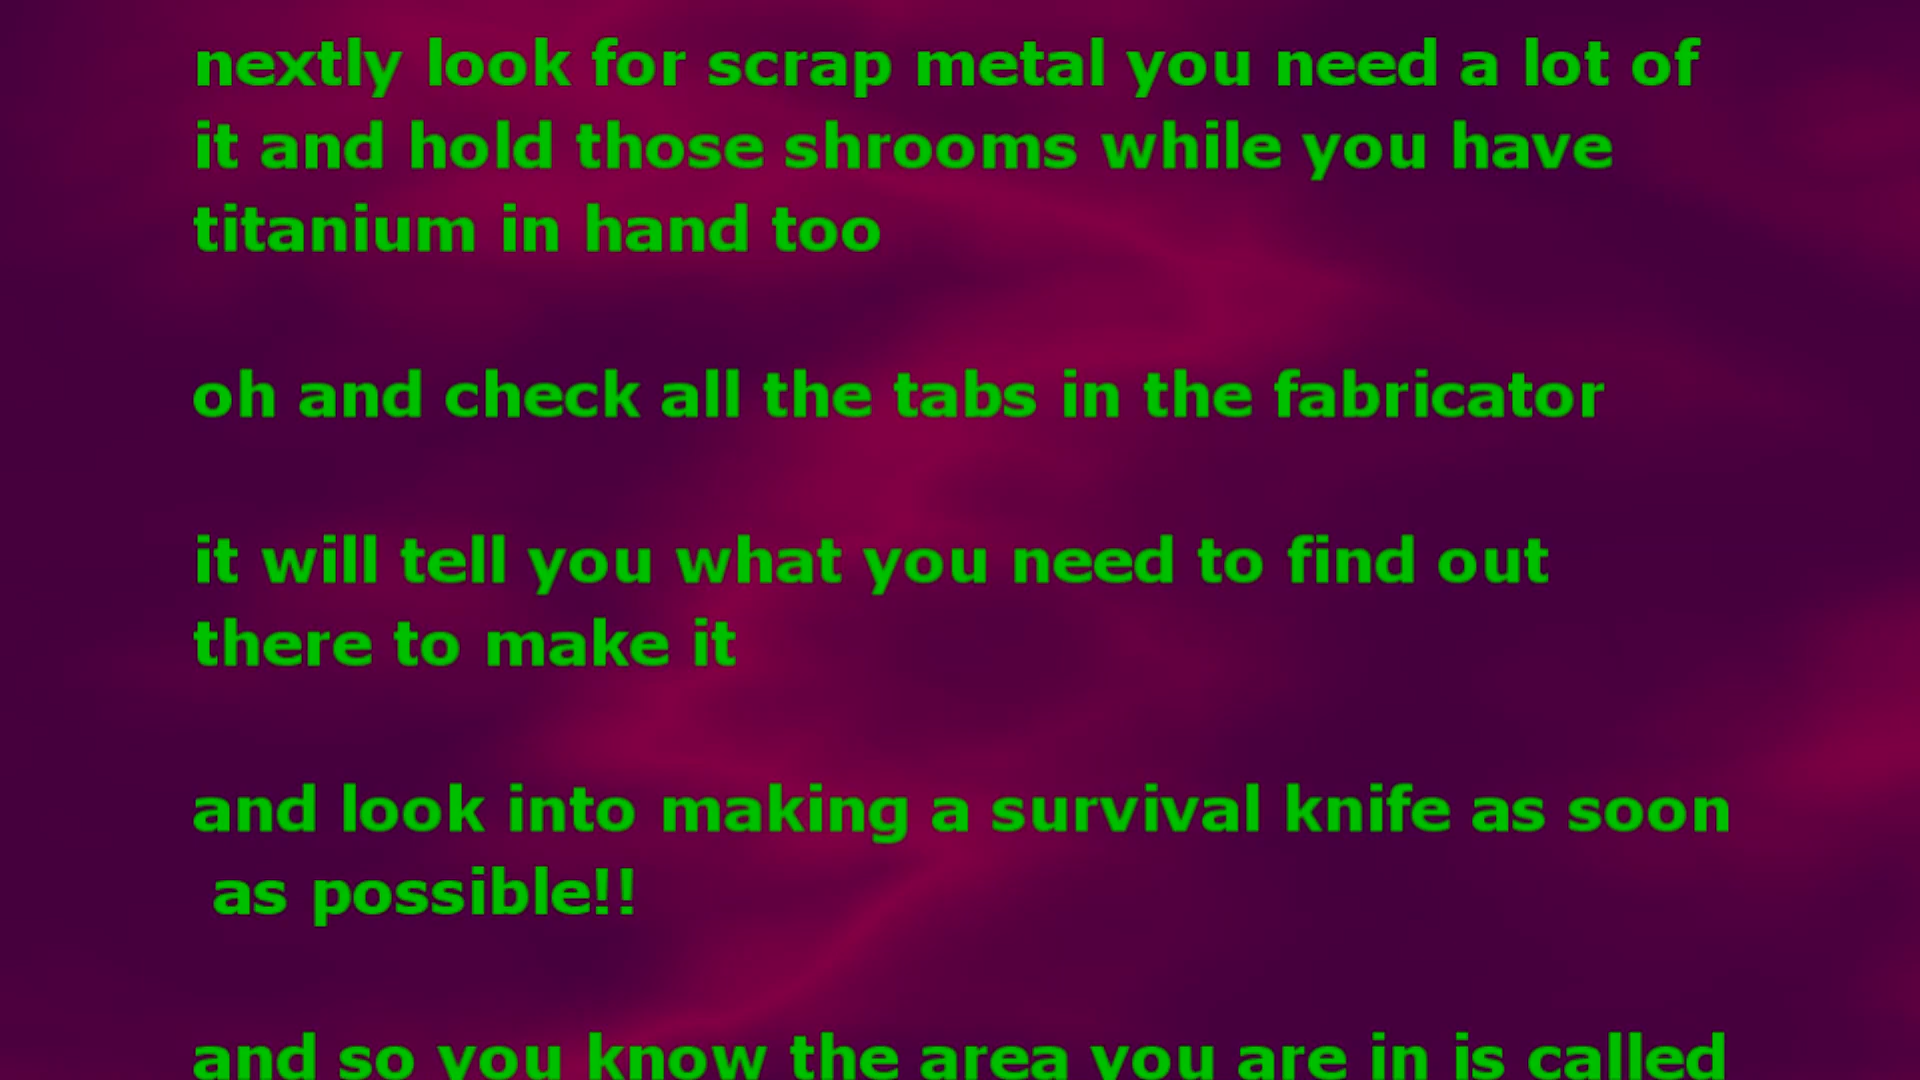 nextly look for scrap metal you need a lot of
it and hold those shrooms while you have
titanium in hand too
oh and check all the tabs in the fabricator
it will tell you what you need to find out
there to make it
and look into making a survival knife as soon
as possible!!
and so you know the area you are in is called